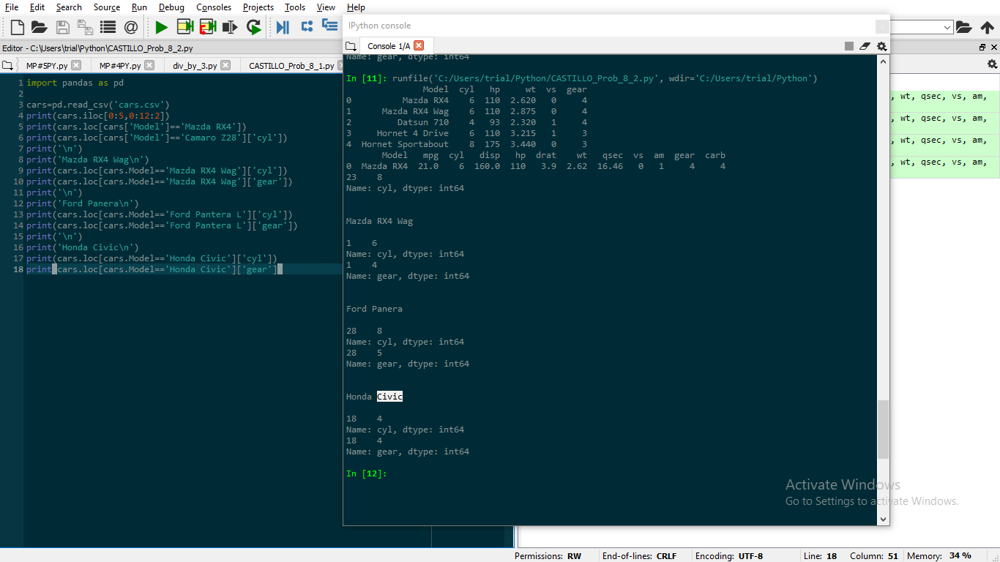 File Edit Search Source Run Debug Consoles Projects Tools View Help
IPython console
Editor - C:\Users\trial\Python\CASTILLO_Prob_8_2.py
MP#5PY.py MP#4PY.py div_by_3.py CASTILLO_Prob_8_1.py
1 import pandas as pd
2
3 cars=pd.read_csv('cars.csv')
4 print(cars.iloc[0:5,0:12:2])
5 print(cars.loc[cars['Model']=='Mazda RX4'])
6 print(cars.loc[cars['Model']=='Camaro Z28']['cyl'])
7 print('\n')
8 print('Mazda RX4 Wag\n')
9 print(cars.loc[cars.Model=='Mazda RX4 Wag']['cyl'])
10 print(cars.loc[cars.Model=='Mazda RX4 Wag']['gear'])
11 print('\n')
12 print('Ford Panera\n')
13 print(cars.loc[cars.Model=='Ford Pantera L']['cyl'])
14 print(cars.loc[cars.Model=='Ford Pantera L']['gear'])
15 print('\n')
16 print('Honda Civic\n')
17 print(cars.loc[cars.Model=='Honda Civic']['cyl'])
18 print(cars.loc[cars.Model=='Honda Civic']['gear'])
Console 1/A
Name: gear, dtype: int64
In [11]: runfile('C:/Users/trial/Python/CASTILLO_Prob_8_2.py', wdir='C:/Users/trial/Python')
Model cyl hp wt vs gear
0 Mazda RX4 6 110 2.620 0 4
1 Mazda RX4 Wag 6 110 2.875 0 4
2 Datsun 710 4 93 2.320 1 4
3 Hornet 4 Drive 6 110 3.215 1 3
4 Hornet Sportabout 8 175 3.440 0 3
Model mpg cyl disp hp drat wt qsec vs am gear carb
0 Mazda RX4 21.0 6 160.0 110 3.9 2.62 16.46 0 1 4 4
23 8
Name: cyl, dtype: int64
Mazda RX4 Wag
1 6
Name: cyl, dtype: int64
1 4
Name: gear, dtype: int64
Ford Panera
28 8
Name: cyl, dtype: int64
28 5
Name: gear, dtype: int64
Honda Civic
18 4
Name: cyl, dtype: int64
18 4
Name: gear, dtype: int64
In [12]:
, wt, qsec, vs, am,
, wt, qsec, vs, am,
, wt, qsec, vs, am,
, wt, qsec, vs, am,
Activate Windows
Go to Settings to activate Windows.
Permissions: RW End-of-lines: CRLF Encoding: UTF-8 Line: 18 Column: 51 Memory: 34 %